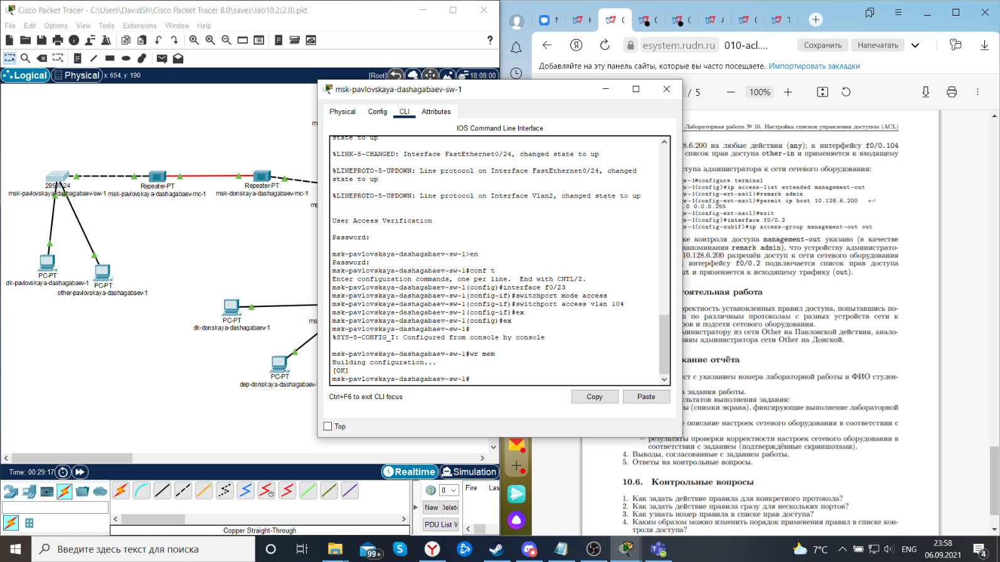 Cisco Packet Tracer - C:\Users\DavidSh\Cisco Packet Tracer 8.0\saves\lab10.2(2.0).pkt
File Edit Options View Tools Extensions Window Help
Logical
Physical
x: 654, y: 190
[Root]
18:08:00
2950-24
msk-pavlovskaya-dashagabaev-sw-1
Repeater-PT
msk-pavlovskaya-dashagabaev-mc-1
Repeater-PT
msk-donskaya-dashagabaev-mc-1
PC-PT
dk-pavlovskaya-dashagabaev-1
PC-PT
other-pavlovskaya-dashagabaev-1
PC-PT
dk-donskaya-dashagabaev-1
PC-PT
dep-donskaya-dashagabaev-1
msk-pavlovskaya-dashagabaev-sw-1
Physical Config CLI Attributes
IOS Command Line Interface
state to up
%LINK-5-CHANGED: Interface FastEthernet0/24, changed state to up
%LINEPROTO-5-UPDOWN: Line protocol on Interface FastEthernet0/24, changed
state to up
%LINEPROTO-5-UPDOWN: Line protocol on Interface Vlan2, changed state to up
User Access Verification
Password:
msk-pavlovskaya-dashagabaev-sw-1>en
Password:
msk-pavlovskaya-dashagabaev-sw-1#conf t
Enter configuration commands, one per line.  End with CNTL/Z.
msk-pavlovskaya-dashagabaev-sw-1(config)#interface f0/23
msk-pavlovskaya-dashagabaev-sw-1(config-if)#switchport mode access
msk-pavlovskaya-dashagabaev-sw-1(config-if)#switchport access vlan 104
msk-pavlovskaya-dashagabaev-sw-1(config-if)#ex
msk-pavlovskaya-dashagabaev-sw-1(config)#ex
msk-pavlovskaya-dashagabaev-sw-1#
%SYS-5-CONFIG_I: Configured from console by console
msk-pavlovskaya-dashagabaev-sw-1#wr mem
Building configuration...
[OK]
msk-pavlovskaya-dashagabaev-sw-1#
Ctrl+F6 to exit CLI focus
Copy
Paste
Top
Time: 00:29:17
Realtime
Simulation
0
Fire
New
PDU List
Copper Straight-Through
esystem.rudn.ru
010-acl....
Сохранить
Напечатать
Добавляйте на эту панель сайты, которые вы часто посещаете. Импортировать закладки
/ 5
100%
Лабораторная работа № 10. Настройка списков управления доступом (ACL)
8.6.200 на любые действия (any); к интерфейсу f0/0.104
список прав доступа other-in и применяется к входящему
ступа администратора к сети сетевого оборудования:
w-1#configure terminal
w-1(config)#ip access-list extended management-out
w-1(config-ext-nacl)#remark admin
w-1(config-ext-nacl)#permit ip host 10.128.6.200 ↩
.0 0.0.0.255
w-1(config-ext-nacl)#exit
w-1(config)#interface f0/0.2
w-1(config-subif)#ip access-group management-out out
ке контроля доступа management-out указано (в качестве
напоминания remark admin), что устройству администрато-
10.128.6.200 разрешён доступ к сети сетевого оборудования
к интерфейсу f0/0.2 подключается список прав доступа
ut и применяется к исходящему трафику (out).
тоятельная работа
рректность установленных правил доступа, попытавшись по-
п по различным протоколам с разных устройств сети к
ров и подсети сетевого оборудования.
министратору из сети Other на Павловской действия, анало-
виям администратора сети Other на Донской.
жание отчёта
ст с указанием номера лабораторной работы и ФИО студен-
а задания работы.
ультатов выполнения задания:
ты (снимки экрана), фиксирующие выполнение лабораторной
е описание настроек сетевого оборудования в соответствии с
– результаты проверки корректности настроек сетевого оборудования в
соответствии с заданием (подтверждённые скриншотами).
4. Выводы, согласованные с заданием работы.
5. Ответы на контрольные вопросы.
10.6. Контрольные вопросы
1. Как задать действие правила для конкретного протокола?
2. Как задать действие правила сразу для нескольких портов?
3. Как узнать номер правила в списке прав доступа?
4. Каким образом можно изменить порядок применения правил в списке кон-
троля доступа?
Введите здесь текст для поиска
99+
7°C
ENG
23:58
06.09.2021
4